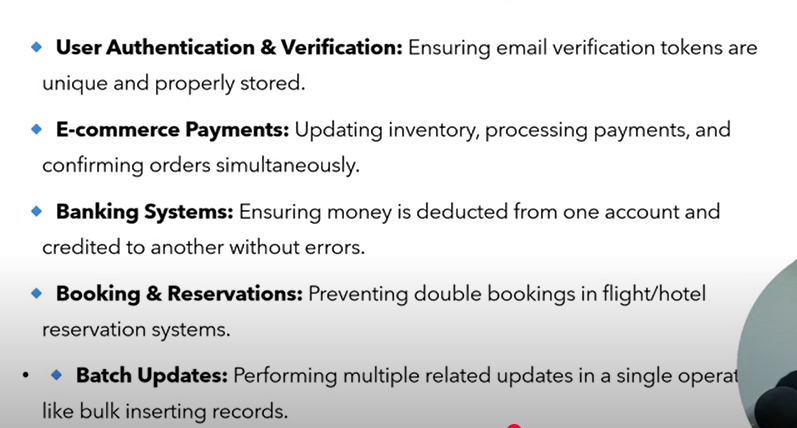 🔹 User Authentication & Verification: Ensuring email verification tokens are
unique and properly stored.
🔹 E-commerce Payments: Updating inventory, processing payments, and
confirming orders simultaneously.
🔹 Banking Systems: Ensuring money is deducted from one account and
credited to another without errors.
🔹 Booking & Reservations: Preventing double bookings in flight/hotel
reservation systems.
• 🔹 Batch Updates: Performing multiple related updates in a single operat
like bulk inserting records.